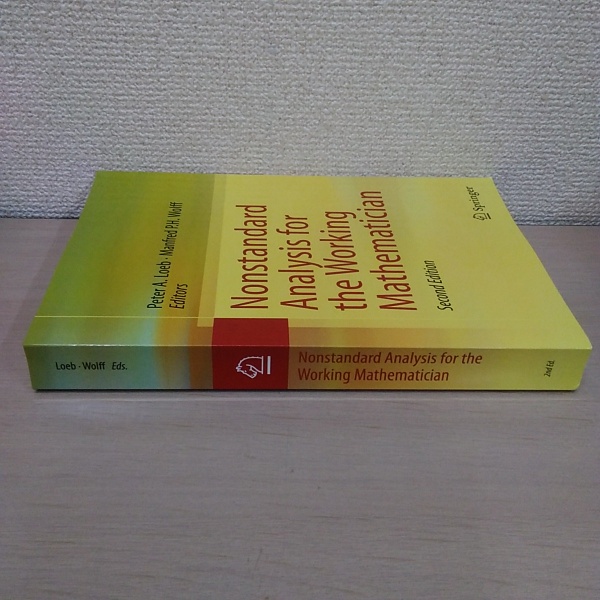 Peter A. Loeb · Manfred P.H. Wolff
Editors
Nonstandard
Analysis for
the Working
Mathematician
Second Edition
Springer
Loeb · Wolff Eds.
Nonstandard Analysis for the
Working Mathematician
2nd Ed.